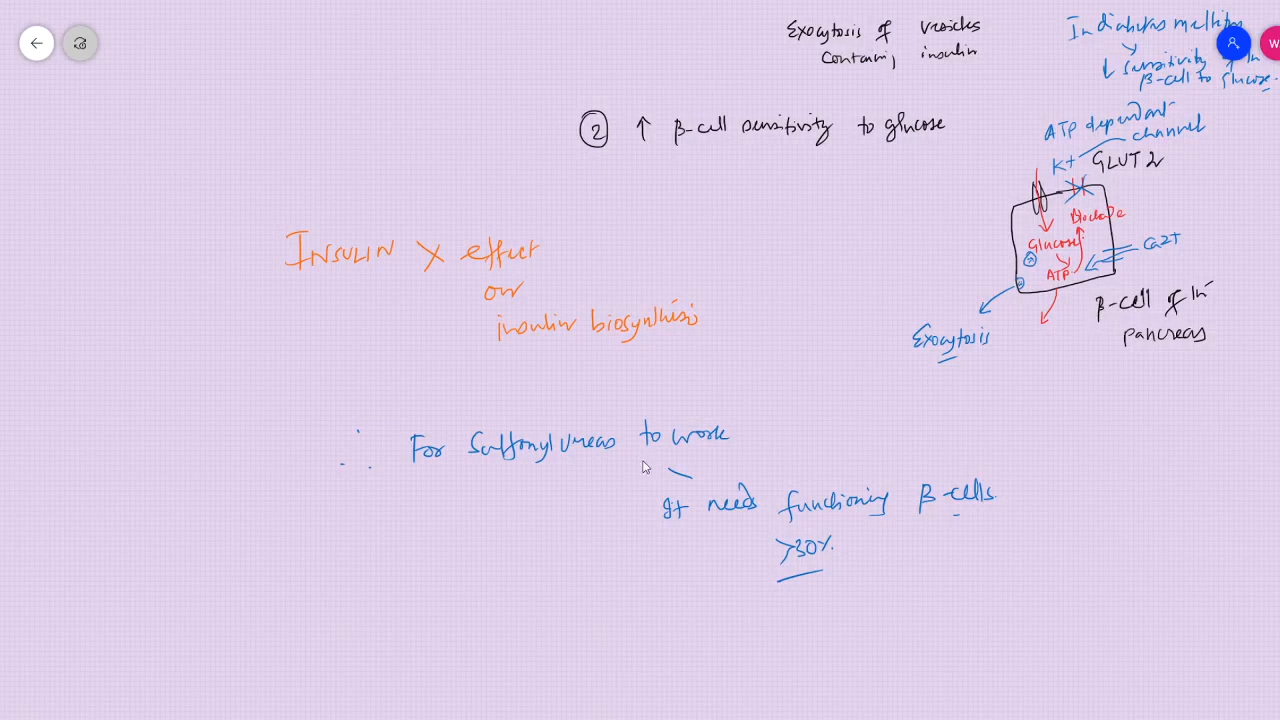 Exocytosis of vesicles
Containing insulin
In diabetes mellitus
↓ sensitivity of the
β-cell to glucose.
② ↑ β-cell sensitivity to glucose
ATP dependant
channel
K+
GLUT 2
Blockade
Glucose
ATP
Ca2+
Exocytosis
β-cell of the
pancreas
INSULIN X effect
on
insulin biosynthesis
∴ For Sulfonylureas to work
It needs functioning β-cells.
>30%
W